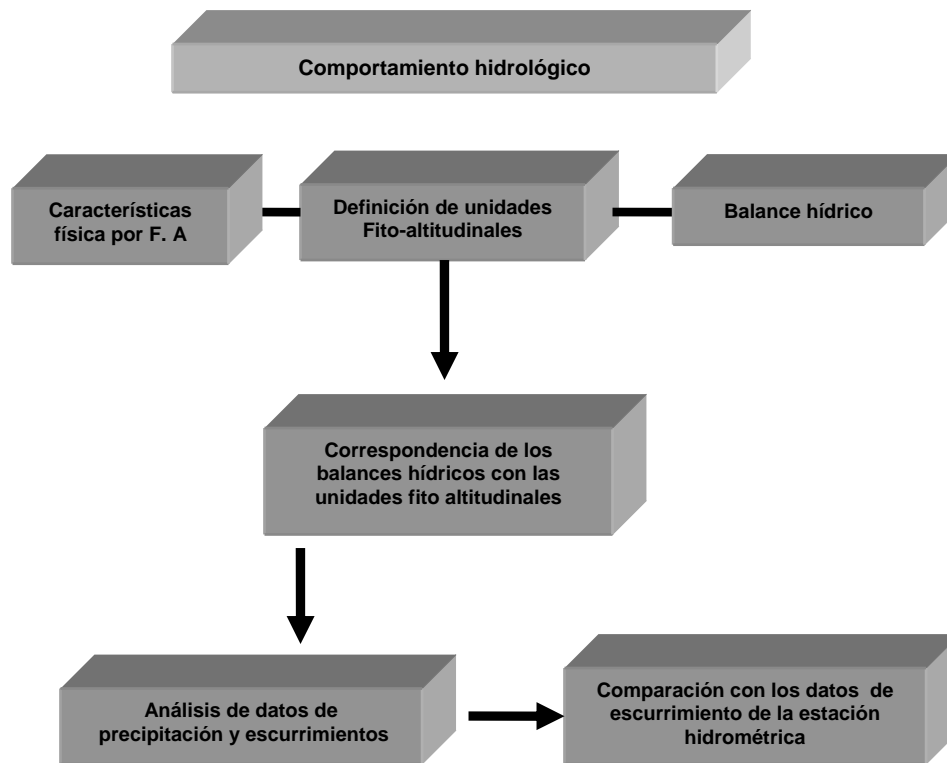 Comportamiento hidrológico
Características
física por F. A
Definición de unidades
Fito-altitudinales
Balance hídrico
Correspondencia de los
balances hídricos con las
unidades fito altitudinales
Análisis de datos de
precipitación y escurrimientos
Comparación con los datos de
escurrimiento de la estación
hidrométrica